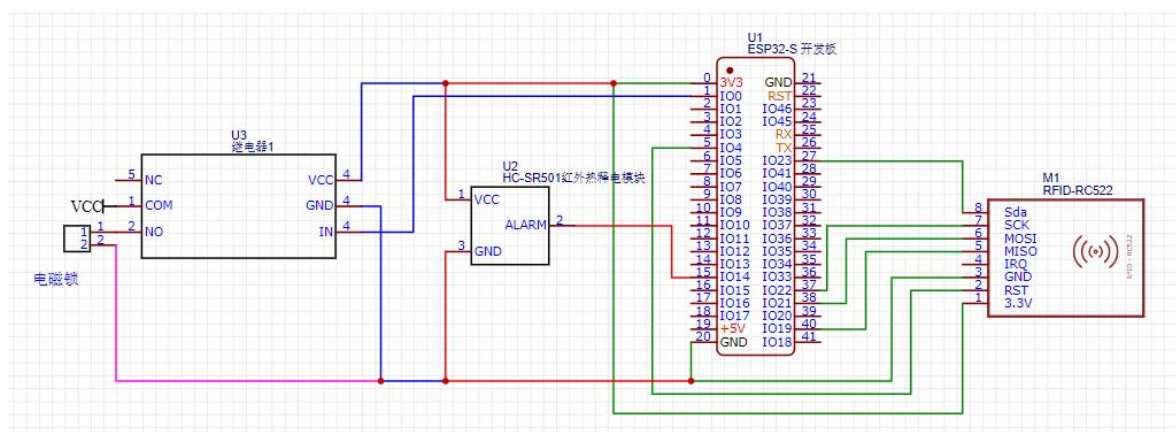 U3
继电器1
5 NC
1 COM
2 NO
VCC 4
GND 4
IN 4
VCC
1 1
2 2
电磁锁
U2
HC-SR501红外热释电模块
1 VCC
ALARM 2
3 GND
U1
ESP32-S 开发板
0 3V3 GND 21
1 IO0 RST 22
2 IO1 IO46 23
3 IO2 IO45 24
4 IO3 RX 25
5 IO4 TX 26
6 IO5 IO23 27
7 IO6 IO41 28
8 IO7 IO40 29
9 IO8 IO39 30
10 IO9 IO38 31
11 IO10 IO37 32
12 IO11 IO36 33
13 IO12 IO35 34
14 IO13 IO34 35
15 IO14 IO33 36
16 IO15 IO22 37
17 IO16 IO21 38
18 IO17 IO20 39
19 +5V IO19 40
20 GND IO18 41
M1
RFID-RC522
8 Sda
7 SCK
6 MOSI
5 MISO
4 IRQ
3 GND
2 RST
1 3.3V
RFID - RC522